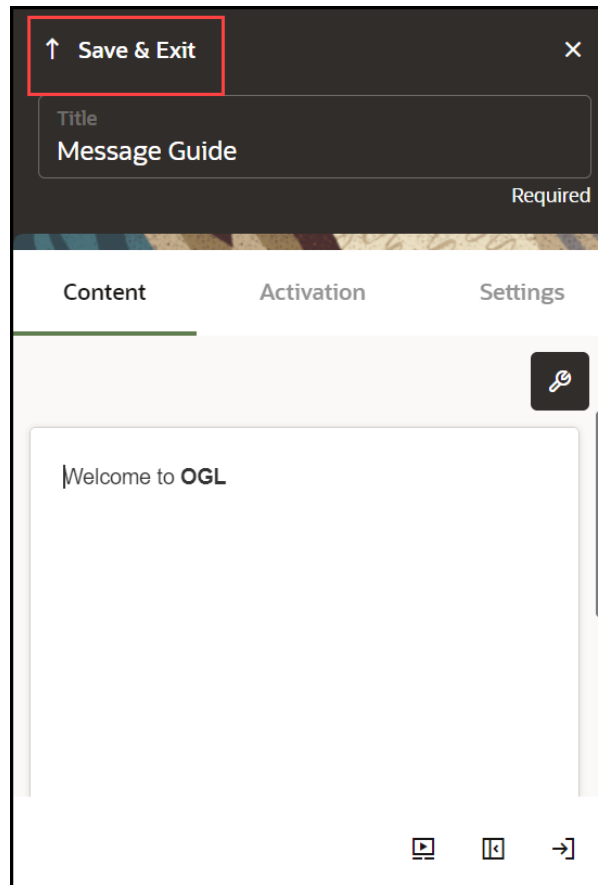 Save & Exit
Title
Message Guide
Required
Content Activation Settings
Welcome to OGL